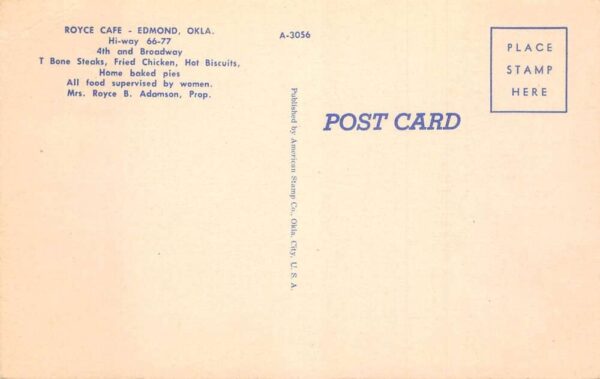 ROYCE CAFE - EDMOND, OKLA.
Hi-way 66-77
4th and Broadway
T Bone Steaks, Fried Chicken, Hot Biscuits,
Home baked pies
All food supervised by women.
Mrs. Royce B. Adamson, Prop.
A-3056
Published by American Stamp Co., Okla. City, U. S. A.
POST CARD
PLACE
STAMP
HERE